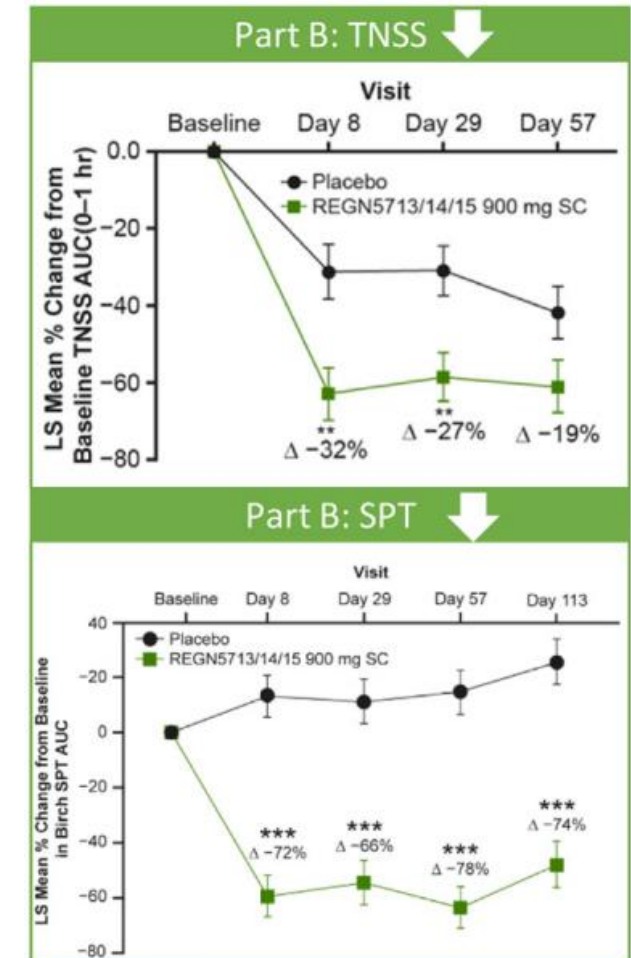 Part B: TNSS
Visit
Baseline Day 8 Day 29 Day 57
LS Mean % Change from
Baseline TNSS AUC(0–1 hr)
0.0
−20
−40
−60
−80
Placebo
REGN5713/14/15 900 mg SC
** **
Δ −32% Δ −27% Δ −19%
Part B: SPT
Visit
Baseline Day 8 Day 29 Day 57 Day 113
LS Mean % Change from Baseline
in Birch SPT AUC
40
−20
0
−20
−40
−60
−80
Placebo
REGN5713/14/15 900 mg SC
*** *** *** ***
Δ −72% Δ −66% Δ −78% Δ −74%